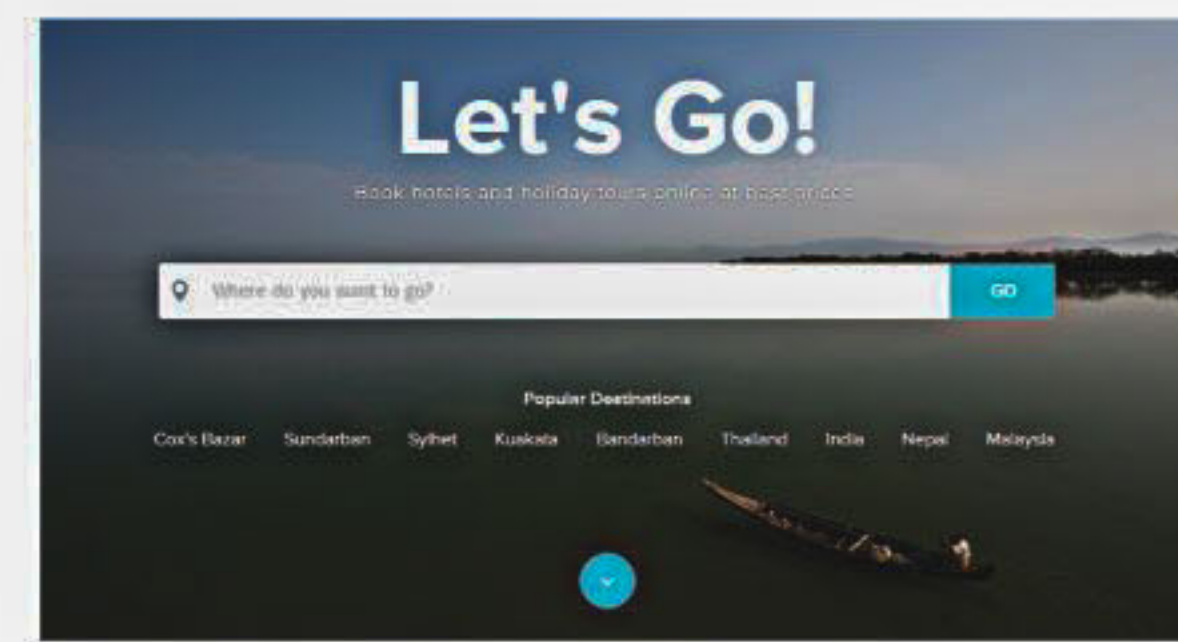 Let's Go!
Book hotels and holiday tours online at best prices
Where do you want to go?
GO
Popular Destinations
Cox's Bazar Sundarban Sylhet Kuakata Bandarban Thailand India Nepal Malaysia